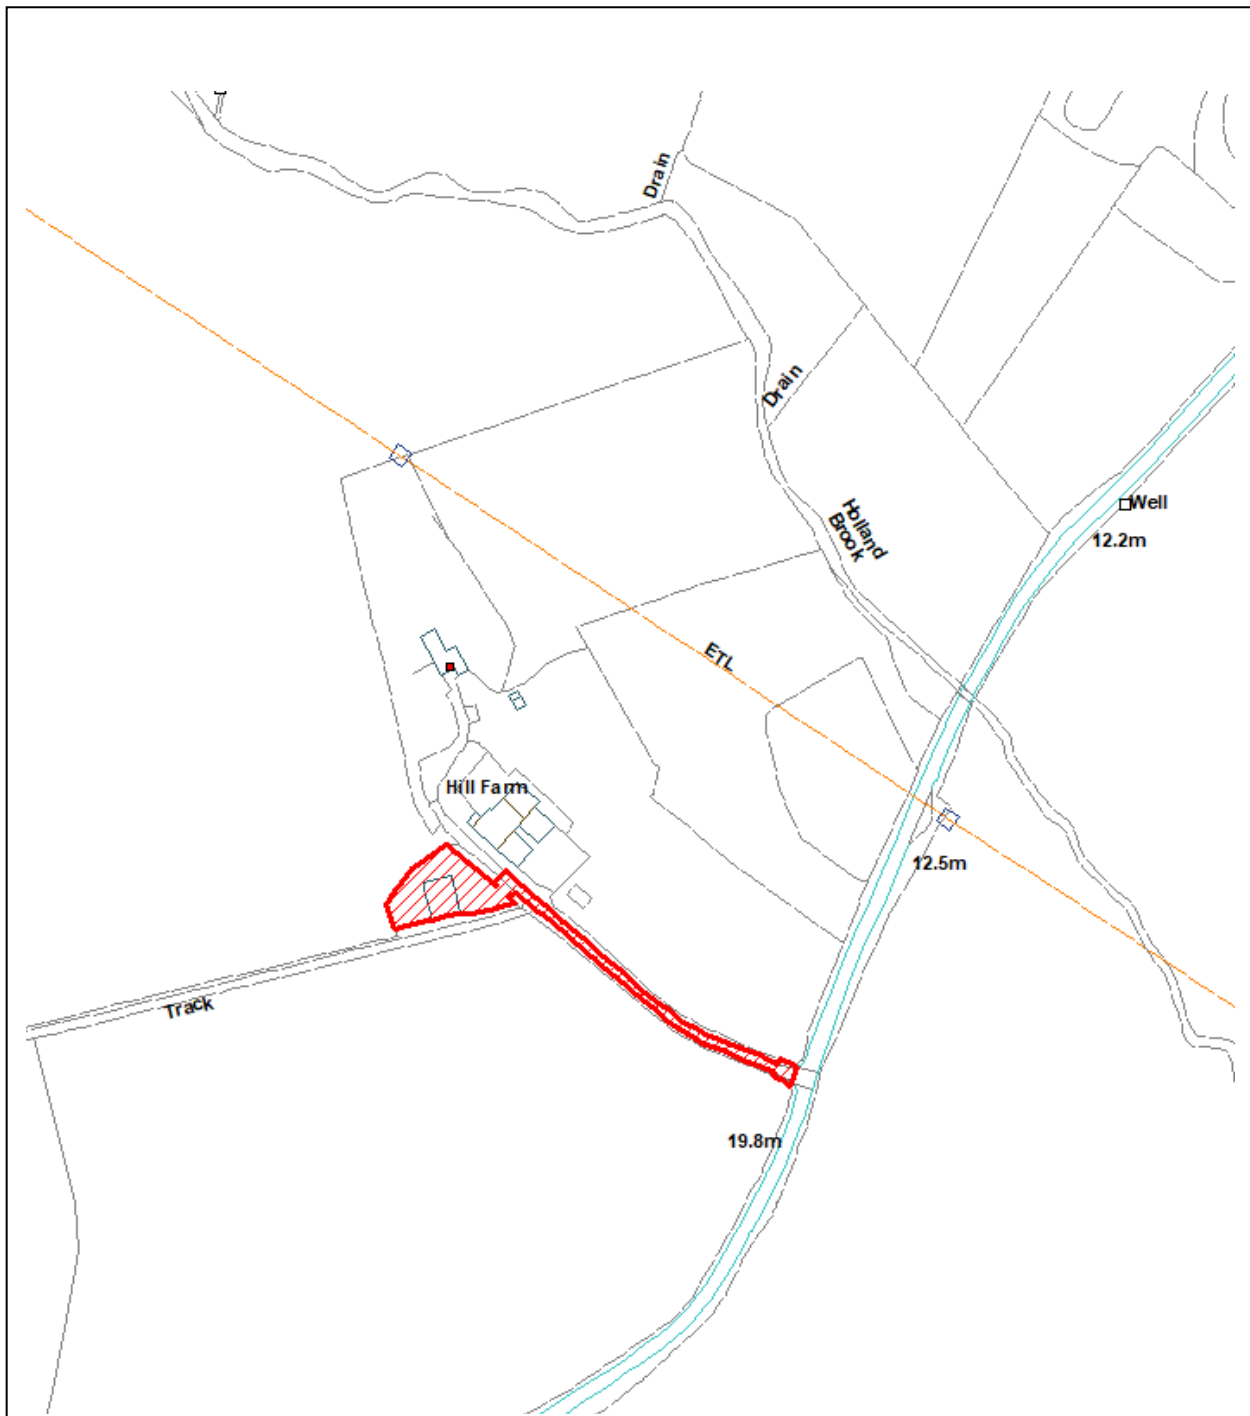 Drain
Drain
Holland
Brook
Well
12.2m
ETL
Hill Farm
12.5m
Track
19.8m